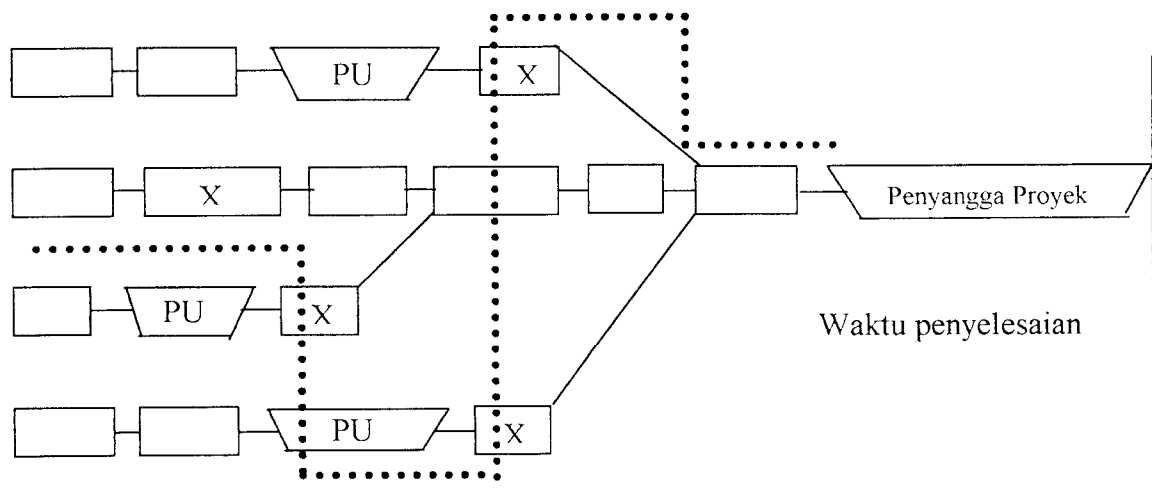 PU
X
X
Penyangga Proyek
PU
X
Waktu penyelesaian
PU
X